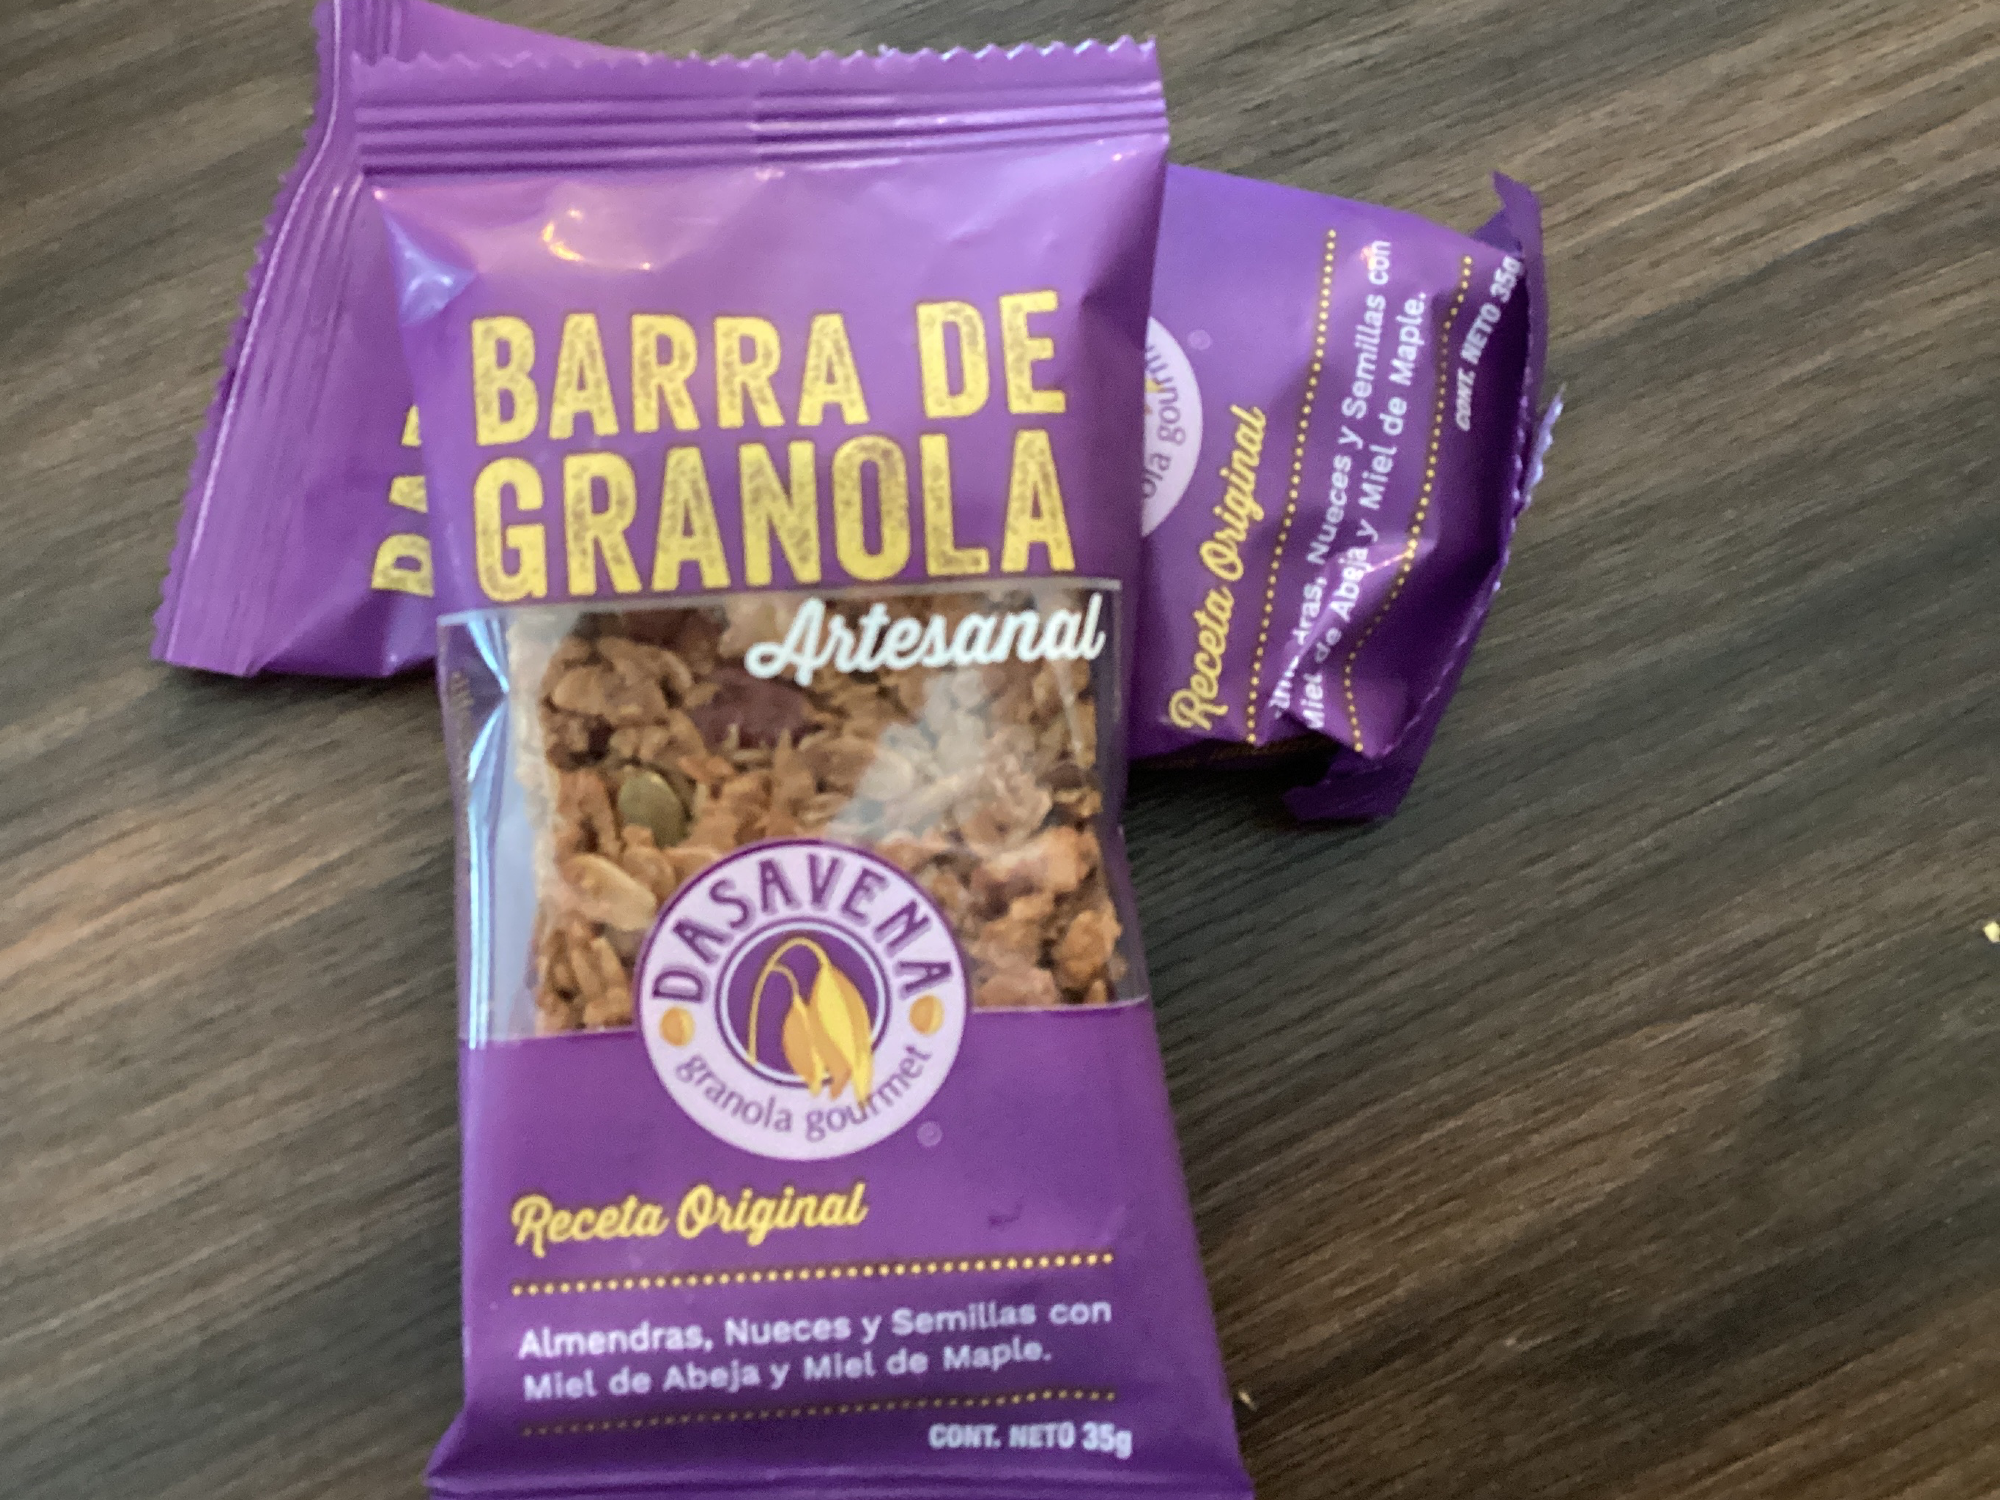 BARRA DE
GRANOLA
Artesanal
DASAVENA
granola gourmet
®
Receta Original
Almendras, Nueces y Semillas con
Miel de Abeja y Miel de Maple.
CONT. NETO 35g
Receta Original
Nueces y Semillas con
Miel de Abeja y Miel de Maple.
CONT. NETO 35g